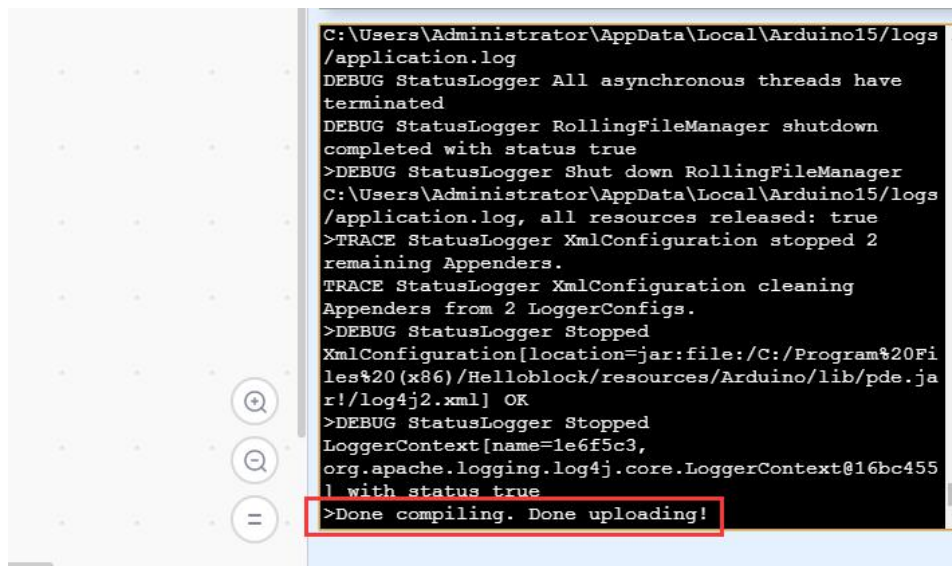 C:\Users\Administrator\AppData\Local\Arduino15/logs
/application.log
DEBUG StatusLogger All asynchronous threads have
terminated
DEBUG StatusLogger RollingFileManager shutdown
completed with status true
>DEBUG StatusLogger Shut down RollingFileManager
C:\Users\Administrator\AppData\Local\Arduino15/logs
/application.log, all resources released: true
>TRACE StatusLogger XmlConfiguration stopped 2
remaining Appenders.
TRACE StatusLogger XmlConfiguration cleaning
Appenders from 2 LoggerConfigs.
>DEBUG StatusLogger Stopped
XmlConfiguration[location=jar:file:/C:/Program%20Fi
les%20(x86)/Helloblock/resources/Arduino/lib/pde.ja
r!/log4j2.xml] OK
>DEBUG StatusLogger Stopped
LoggerContext[name=1e6f5c3,
org.apache.logging.log4j.core.LoggerContext@16bc455
] with status true
>Done compiling. Done uploading!